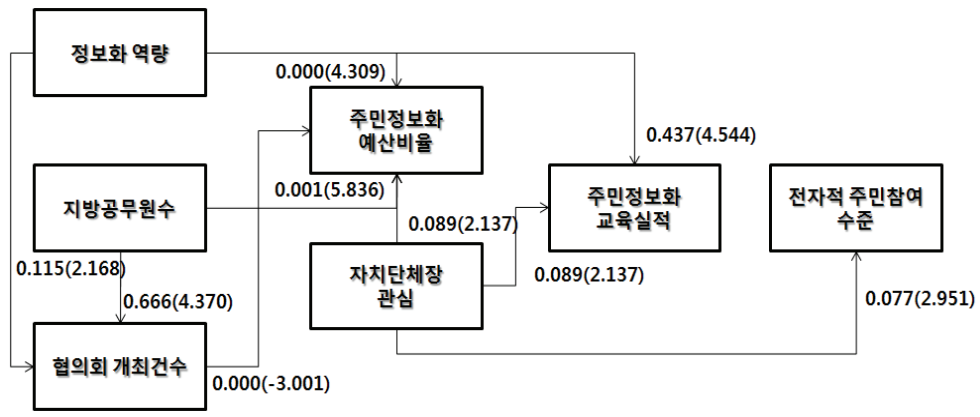 정보화 역량
0.000(4.309)
주민정보화
예산비율
0.437(4.544)
지방공무원수
0.001(5.836)
주민정보화
교육실적
전자적 주민참여
수준
0.089(2.137)
0.115(2.168)
자치단체장
관심
0.089(2.137)
0.666(4.370)
0.077(2.951)
협의회 개최건수
0.000(-3.001)